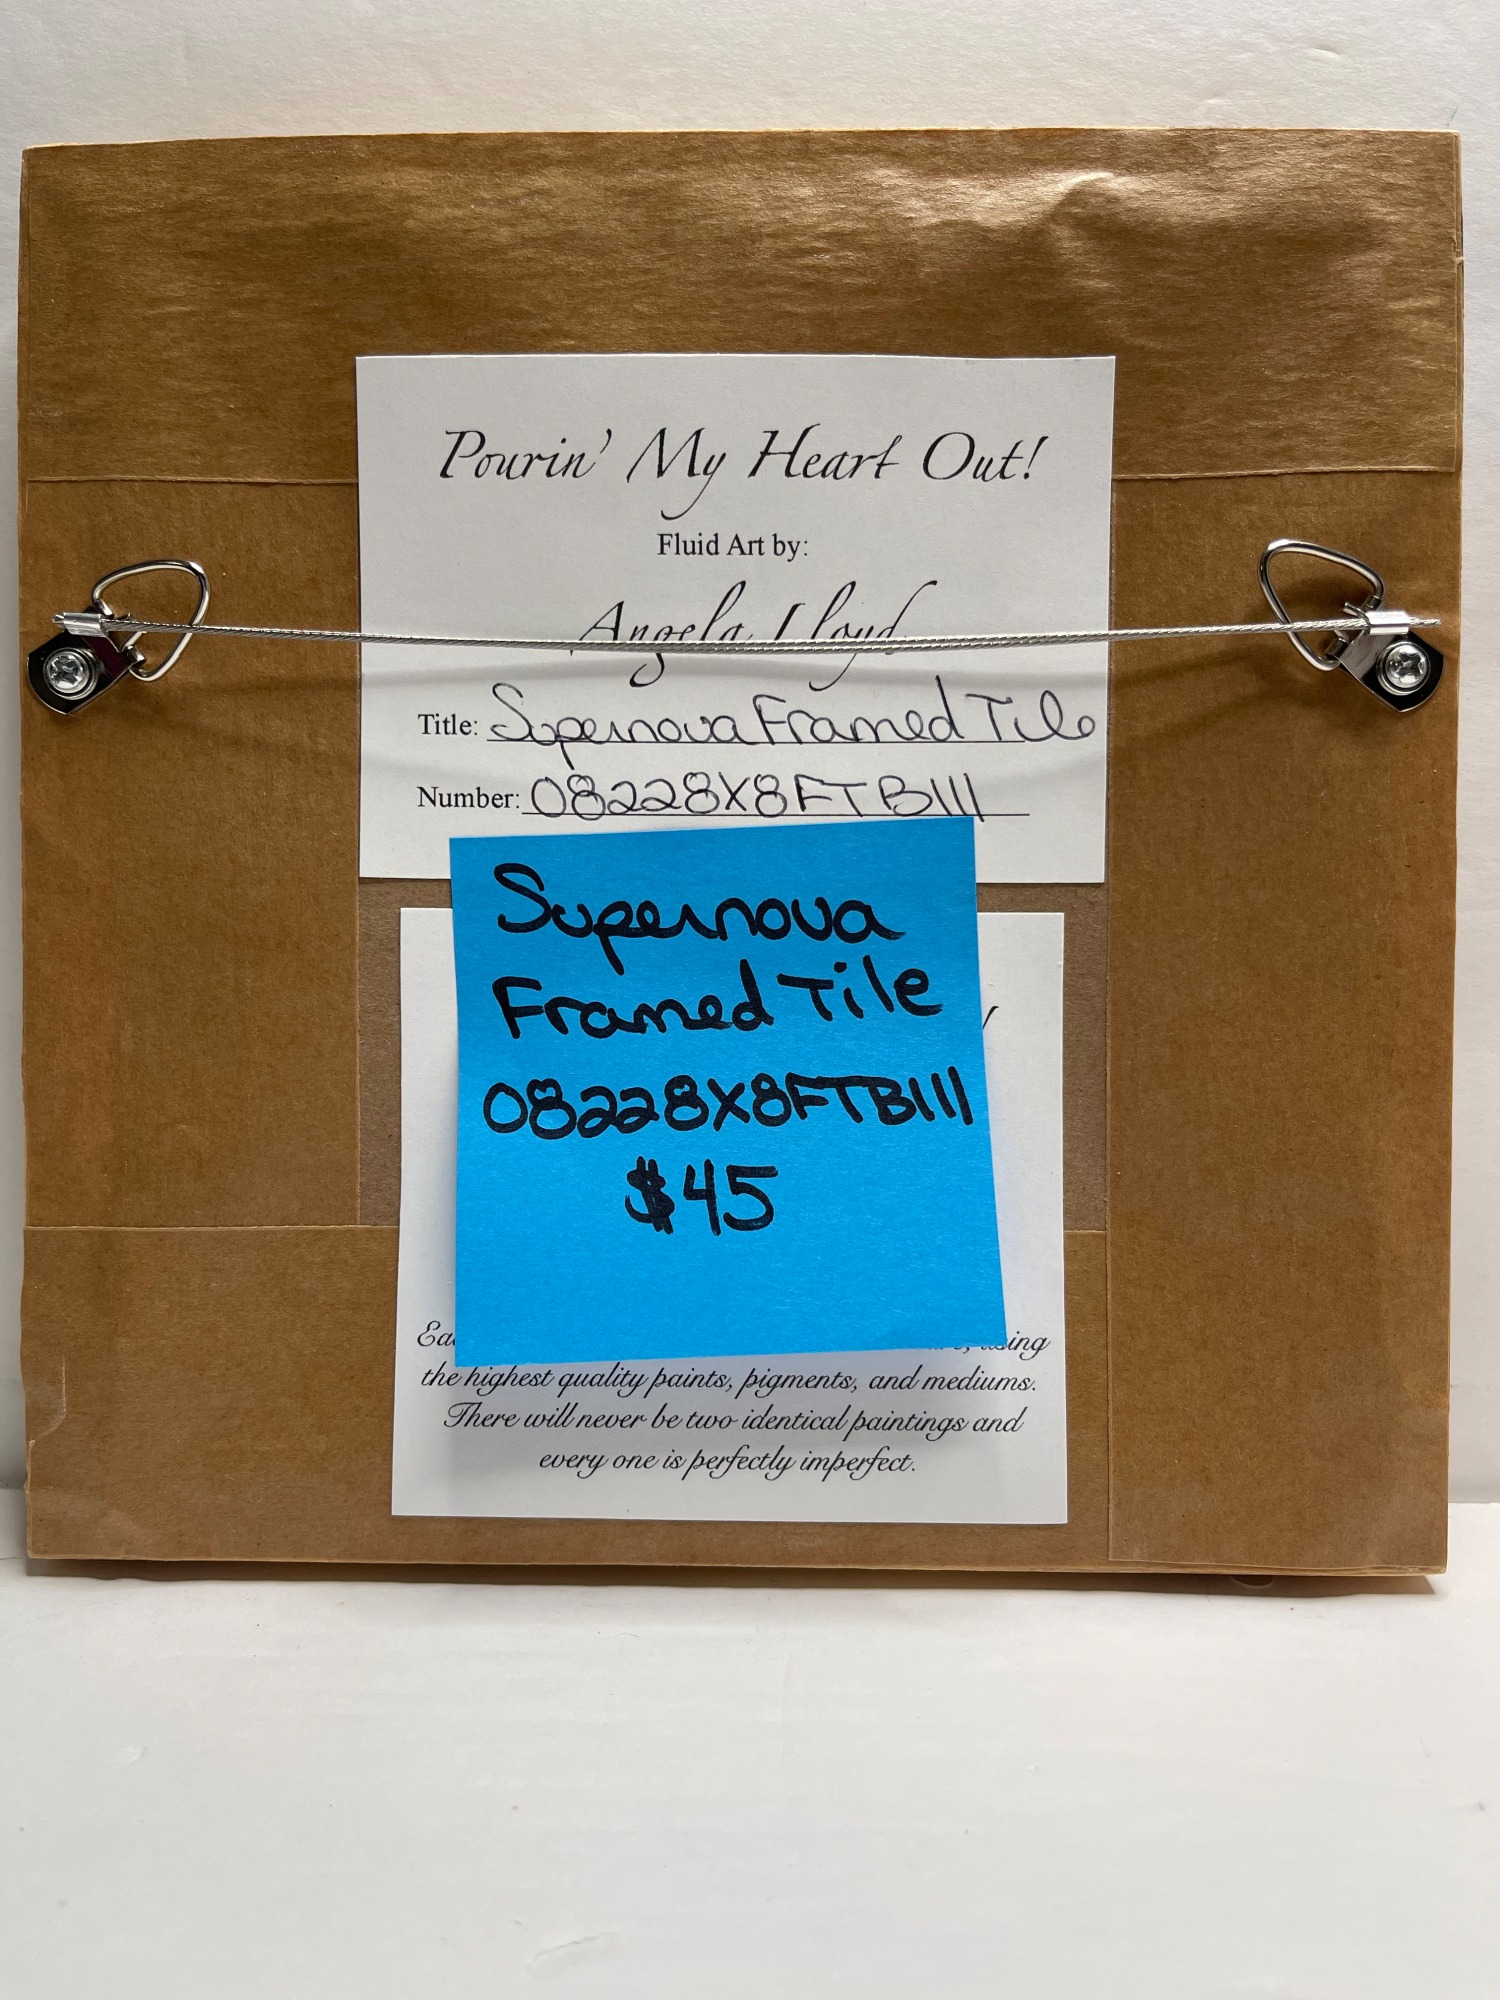 Pourin' My Heart Out!
Fluid Art by:
Angela Lloyd
Title: Supernova Framed Tile
Number: 08228X8FTB111
Supernova
Framed Tile
08228X8FTB111
$45
using
the highest quality paints, pigments, and mediums.
There will never be two identical paintings and
every one is perfectly imperfect.